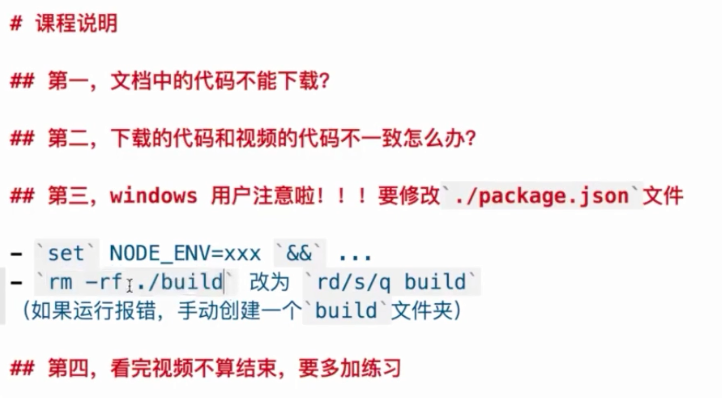 # 课程说明
## 第一，文档中的代码不能下载？
## 第二，下载的代码和视频的代码不一致怎么办？
## 第三，windows 用户注意啦！！！要修改`./package.json`文件
- `set` NODE_ENV=xxx `&&` ...
- `rm -rf ./build` 改为 `rd/s/q build`
（如果运行报错，手动创建一个`build`文件夹）
## 第四，看完视频不算结束，要多加练习